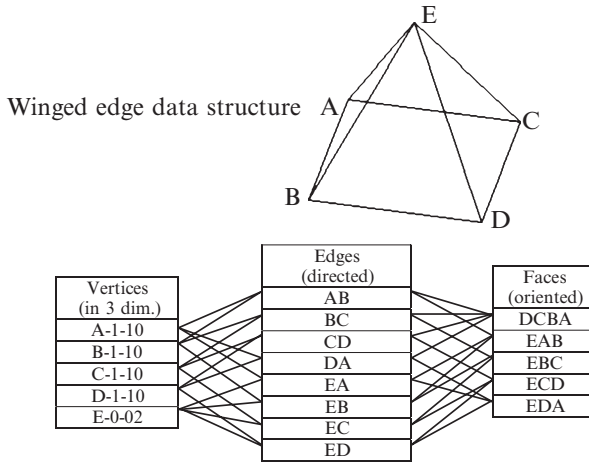 E
Winged edge data structure
A
C
B
D
Vertices
(in 3 dim.)
A-1-10
B-1-10
C-1-10
D-1-10
E-0-02
Edges
(directed)
AB
BC
CD
DA
EA
EB
EC
ED
Faces
(oriented)
DCBA
EAB
EBC
ECD
EDA